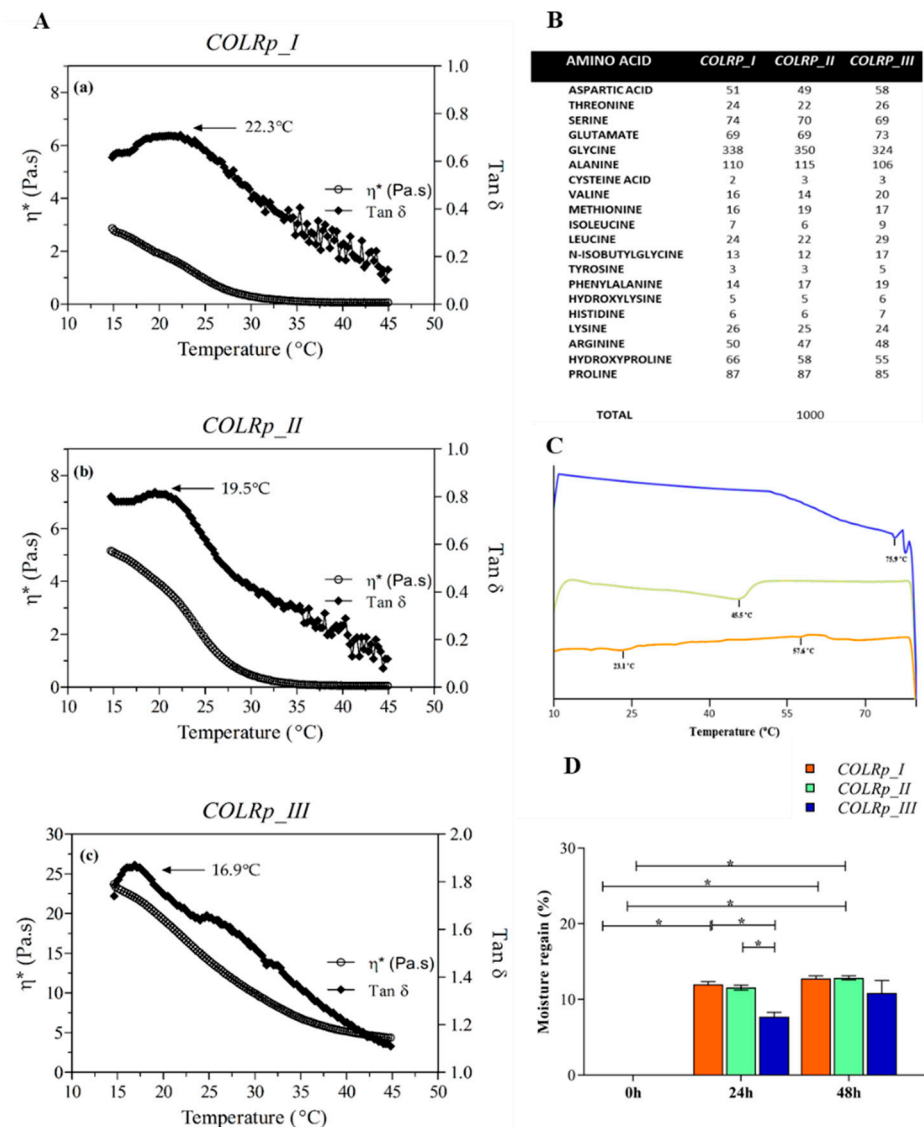 A
COLRp_I
(a)
22.3°C
η* (Pa.s)
Tan δ
η* (Pa.s)
Tan δ
0 2 4 6 8
0.0 0.2 0.4 0.6 0.8 1.0
10 15 20 25 30 35 40 45 50
Temperature (°C)
COLRp_II
(b)
19.5°C
η* (Pa.s)
Tan δ
η* (Pa.s)
Tan δ
0 2 4 6 8
0.0 0.2 0.4 0.6 0.8 1.0
10 15 20 25 30 35 40 45 50
Temperature (°C)
COLRp_III
(c)
16.9°C
η* (Pa.s)
Tan δ
η* (Pa.s)
Tan δ
0 5 10 15 20 25 30
1.0 1.2 1.4 1.6 1.8 2.0
10 15 20 25 30 35 40 45 50
Temperature (°C)
B
AMINO ACID COLRP_I COLRP_II COLRP_III
ASPARTIC ACID 51 49 58
THREONINE 24 22 26
SERINE 74 70 69
GLUTAMATE 69 69 73
GLYCINE 338 350 324
ALANINE 110 115 106
CYSTEINE ACID 2 3 3
VALINE 16 14 20
METHIONINE 16 19 17
ISOLEUCINE 7 6 9
LEUCINE 24 22 29
N-ISOBUTYLGLYCINE 13 12 17
TYROSINE 3 3 5
PHENYLALANINE 14 17 19
HYDROXYLYSINE 5 5 6
HISTIDINE 6 6 7
LYSINE 26 25 24
ARGININE 50 47 48
HYDROXYPROLINE 66 58 55
PROLINE 87 87 85
TOTAL 1000
C
75.9 °C
45.5 °C
23.1 °C
57.6 °C
10 25 40 55 70
Temperature (°C)
D
COLRp_I
COLRp_II
COLRp_III
Moisture regain (%)
0 10 20 30
*
*
*
* *
*
0h 24h 48h